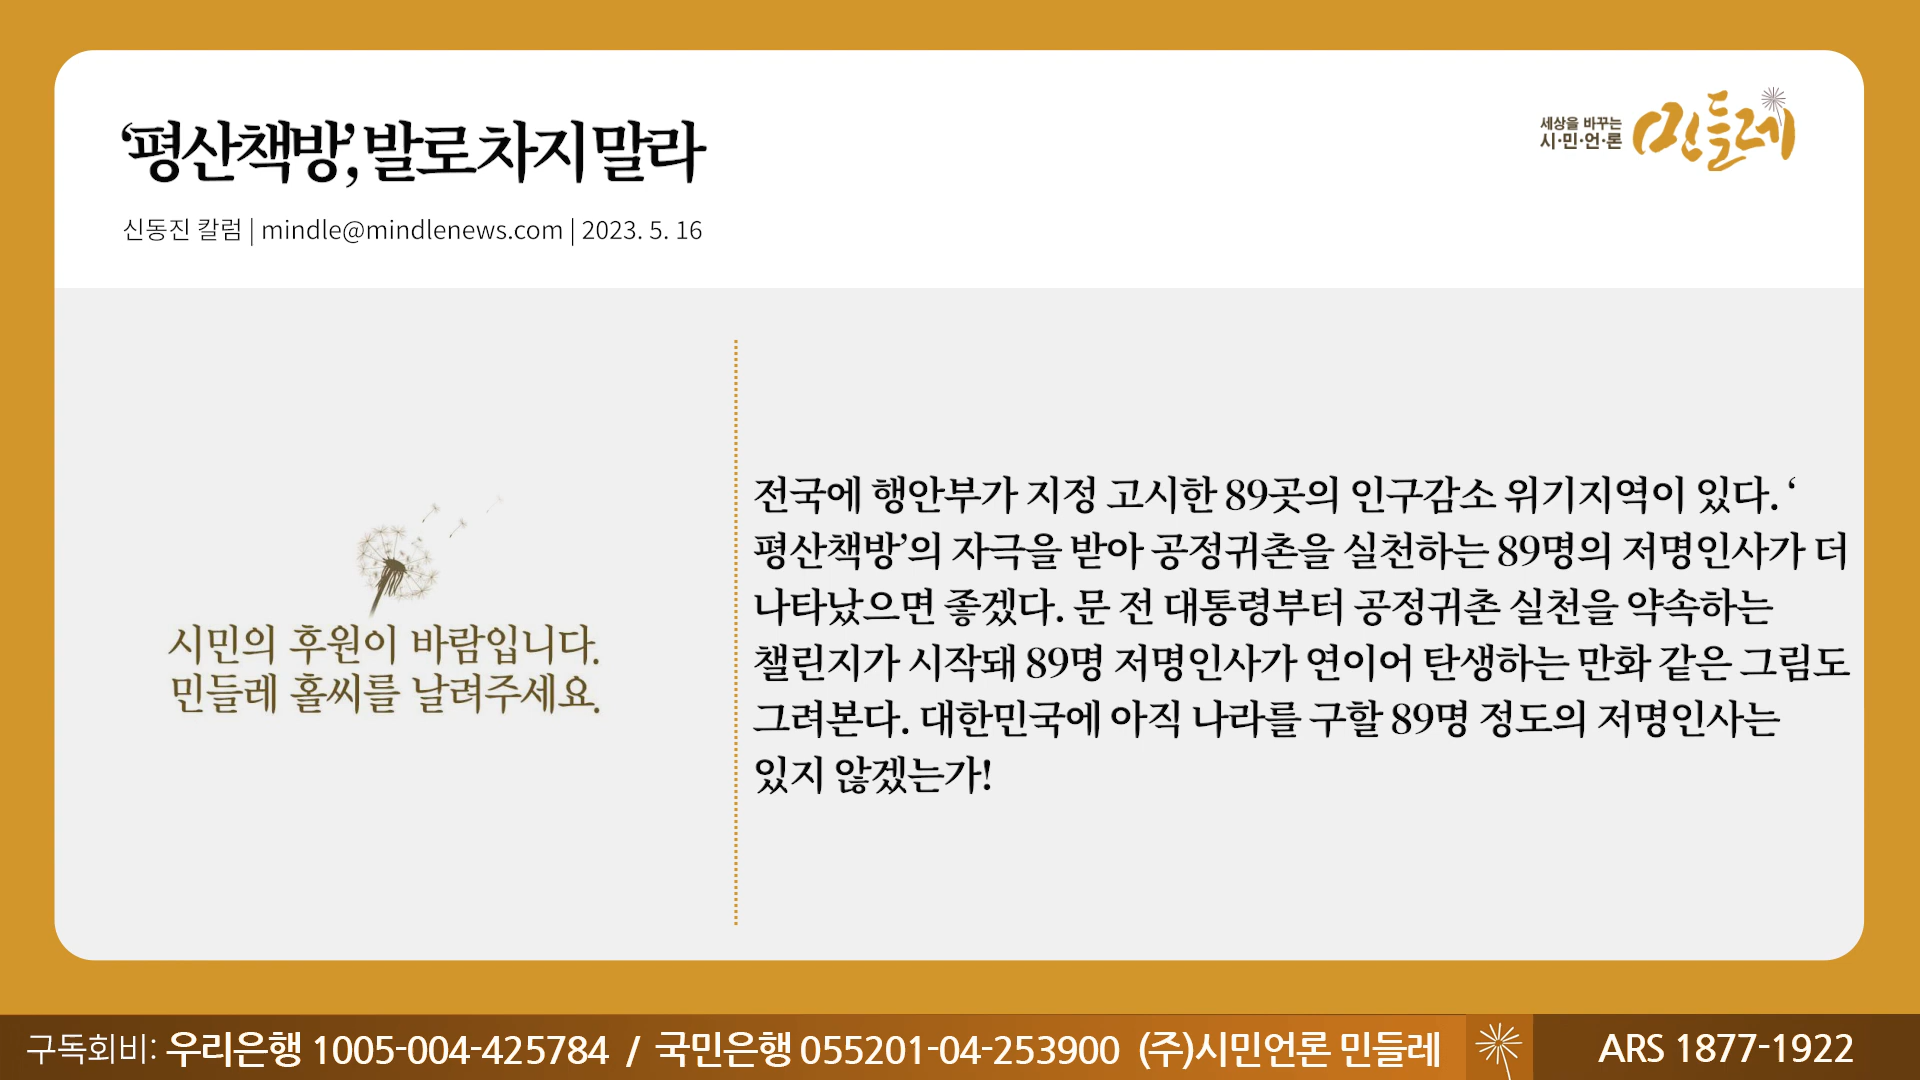 ‘평산책방’, 발로 차지 말라
세상을 바꾸는
시·민·언·론
민들레
신동진 칼럼 | mindle@mindlenews.com | 2023. 5. 16
시민의 후원이 바람입니다.
민들레 홀씨를 날려주세요.
전국에 행안부가 지정 고시한 89곳의 인구감소 위기지역이 있다. ‘
평산책방’의 자극을 받아 공정귀촌을 실천하는 89명의 저명인사가 더
나타났으면 좋겠다. 문 전 대통령부터 공정귀촌 실천을 약속하는
챌린지가 시작돼 89명 저명인사가 연이어 탄생하는 만화 같은 그림도
그려본다. 대한민국에 아직 나라를 구할 89명 정도의 저명인사는
있지 않겠는가!
구독회비: 우리은행 1005-004-425784 / 국민은행 055201-04-253900 (주)시민언론 민들레
ARS 1877-1922